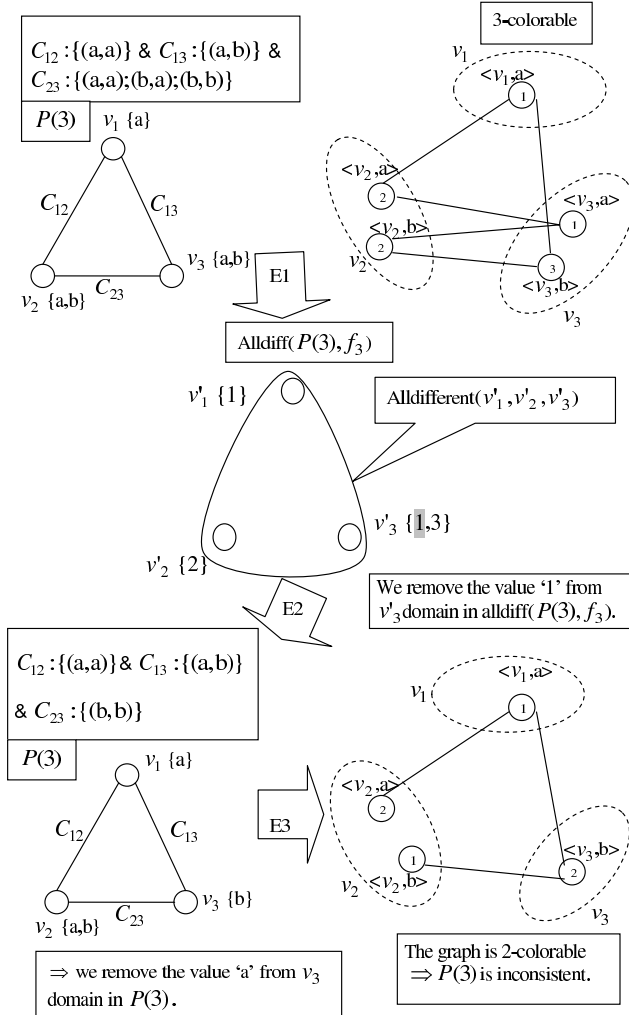 C12 :{(a,a)} & C13 :{(a,b)} &
C23 :{(a,a);(b,a);(b,b)}
P(3)
v1 {a}
C12
C13
v2 {a,b}
C23
v3 {a,b}
3-colorable
v1
<v1,a>
1
<v2,a>
2
<v2,b>
2
v2
<v3,a>
1
3
<v3,b>
v3
E1
Alldiff(P(3), f3)
v'1 {1}
Alldifferent(v'1 ,v'2 ,v'3)
v'3 {1,3}
v'2 {2}
E2
We remove the value ‘1’ from
v'3 domain in alldiff(P(3), f3).
C12 :{(a,a)} & C13 :{(a,b)}
& C23 :{(b,b)}
P(3)
v1 {a}
C12
C13
v2 {a,b}
C23
v3 {b}
E3
v1
<v1,a>
1
<v2,a>
2
1
v2
<v2,b>
<v3,b>
2
v3
⇒ we remove the value ‘a’ from v3
domain in P(3).
The graph is 2-colorable
⇒ P(3) is inconsistent.